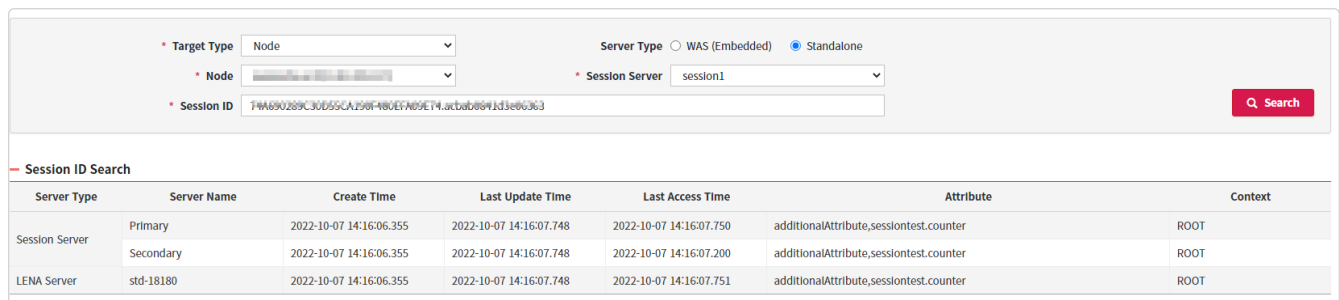 * Target Type Node Server Type WAS (Embedded) Standalone
* Node * Session Server session1
* Session ID
Search
Session ID Search
Server Type Server Name Create Time Last Update Time Last Access Time Attribute Context
Session Server Primary 2022-10-07 14:16:06.355 2022-10-07 14:16:07.748 2022-10-07 14:16:07.750 additionalAttribute,sessiontest.counter ROOT
Secondary 2022-10-07 14:16:06.355 2022-10-07 14:16:07.748 2022-10-07 14:16:07.200 additionalAttribute,sessiontest.counter ROOT
LENA Server std-18180 2022-10-07 14:16:06.355 2022-10-07 14:16:07.748 2022-10-07 14:16:07.751 additionalAttribute,sessiontest.counter ROOT